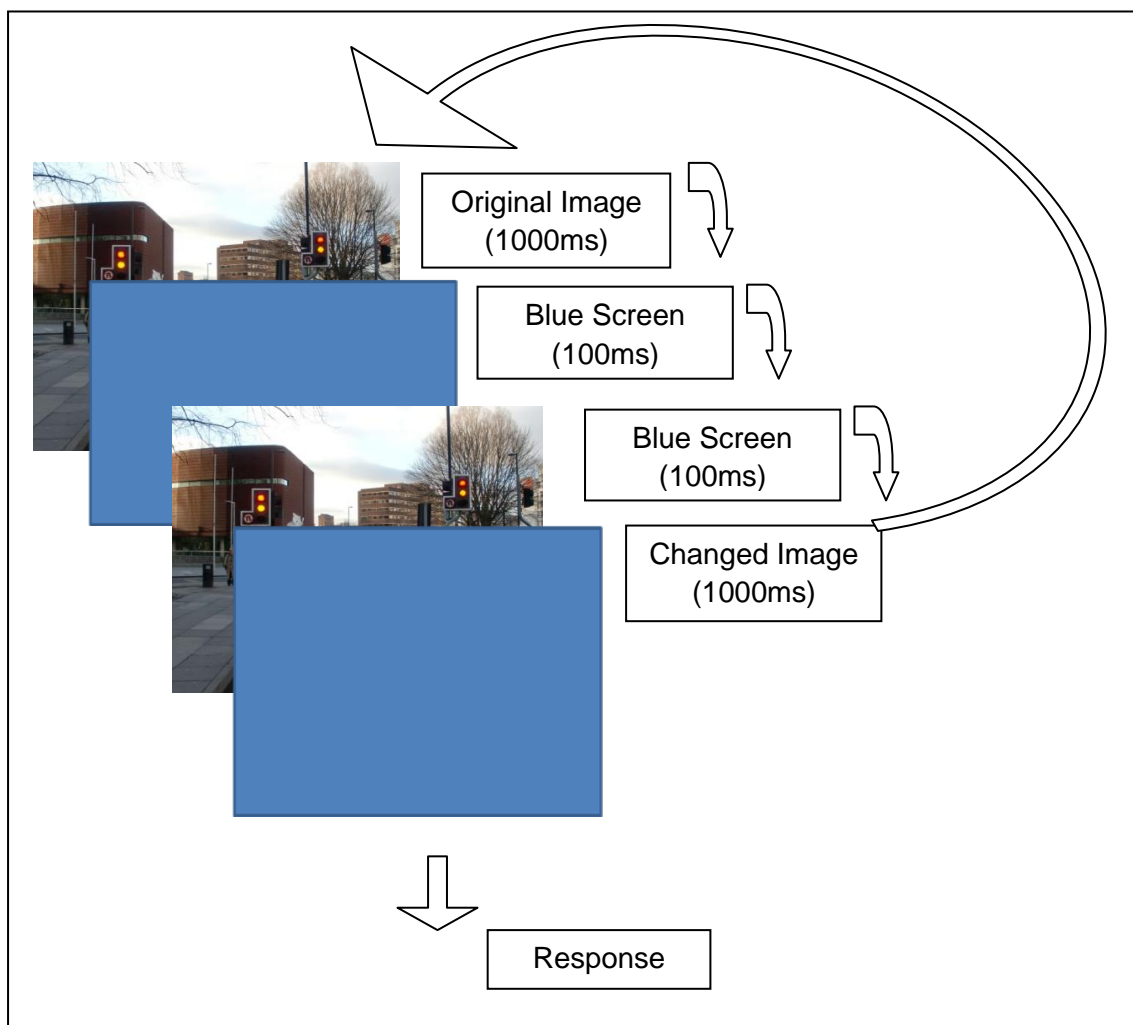 Original Image
(1000ms)
Blue Screen
(100ms)
Blue Screen
(100ms)
Changed Image
(1000ms)
Response